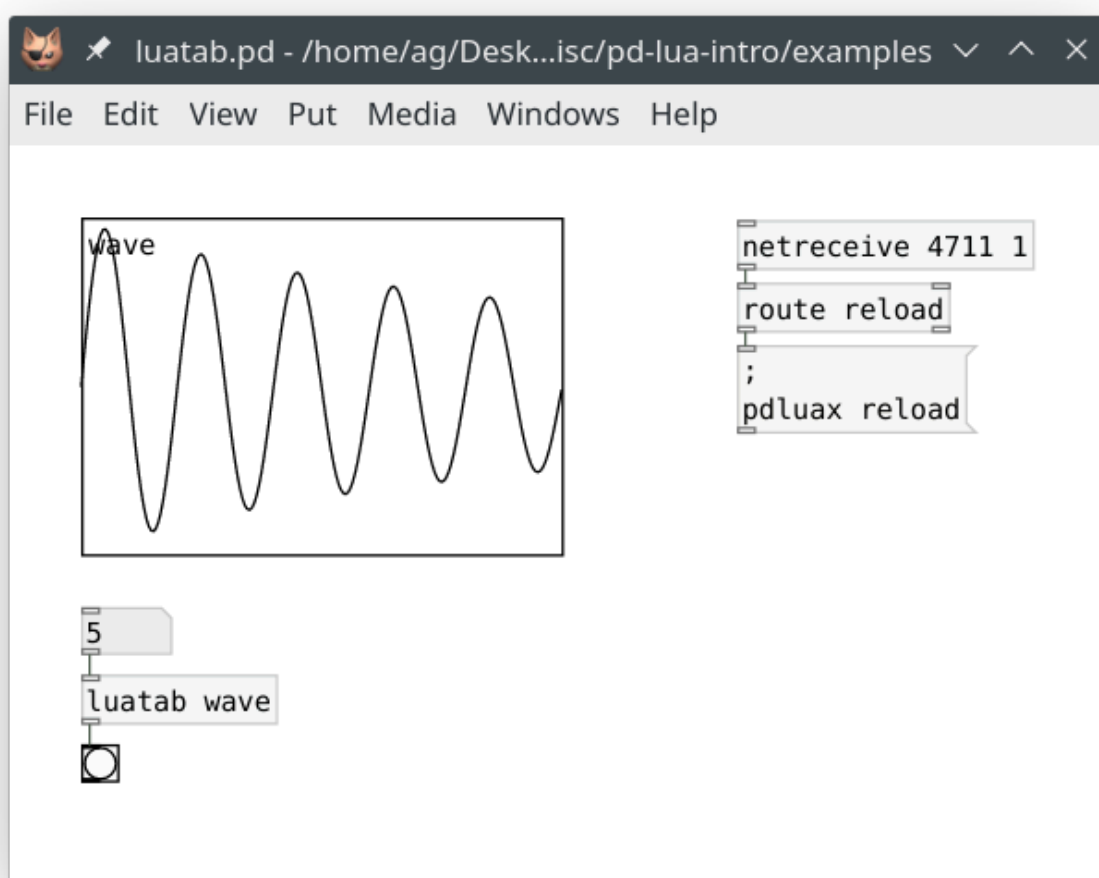 luatab.pd - /home/ag/Desk...isc/pd-lua-intro/examples
File Edit View Put Media Windows Help
wave
netreceive 4711 1
route reload
;
pdluax reload
5
luatab wave